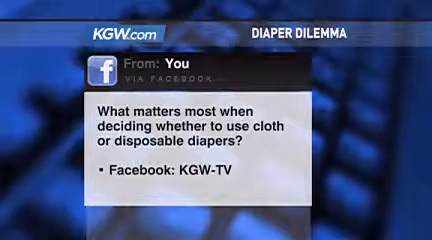 KGW.com DIAPER DILEMMA
From: You
VIA FACEBOOK
What matters most when
deciding whether to use cloth
or disposable diapers?
• Facebook: KGW-TV